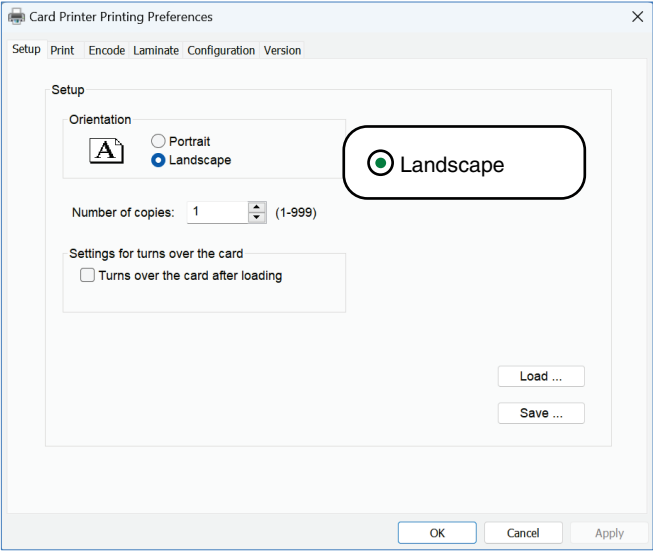 Card Printer Printing Preferences
Setup Print Encode Laminate Configuration Version
Setup
Orientation
A
Portrait
Landscape
Landscape
Number of copies: 1 (1-999)
Settings for turns over the card
Turns over the card after loading
Load ...
Save ...
OK Cancel Apply